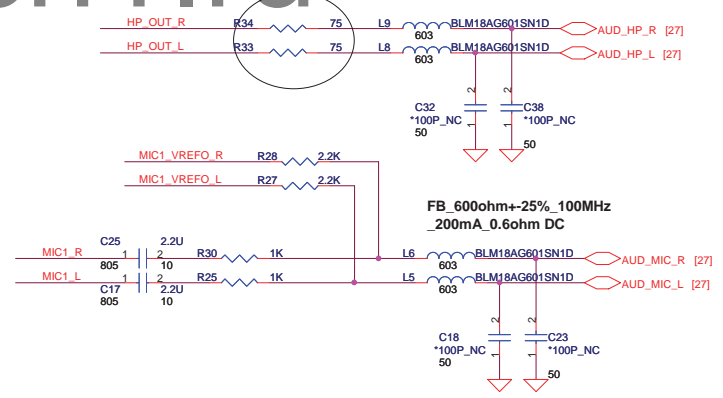 HP_OUT_R R34 75 L9 BLM18AG601SN1D AUD_HP_R [27]
603
HP_OUT_L R33 75 L8 BLM18AG601SN1D AUD_HP_L [27]
603
2 2
C32 C38
*100P_NC *100P_NC
1 1
50 50
MIC1_VREFO_R R28 2.2K
MIC1_VREFO_L R27 2.2K
FB_600ohm+-25%_100MHz
_200mA_0.6ohm DC
C25 2.2U
MIC1_R 1 2 R30 1K L6 BLM18AG601SN1D AUD_MIC_R [27]
805 10 603
MIC1_L 1 2 R25 1K L5 BLM18AG601SN1D AUD_MIC_L [27]
C17 2.2U 603
805 10
2 2
C18 C23
*100P_NC *100P_NC
1 1
50 50